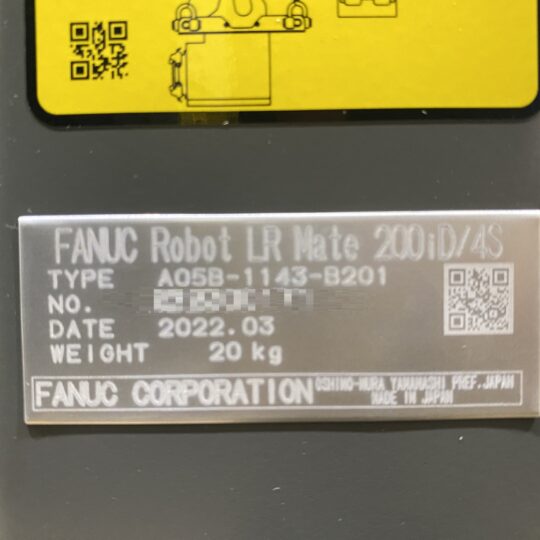 FANUC Robot LR Mate 200iD/4S
TYPE A05B-1143-B201
NO.
DATE 2022.03
WEIGHT 20 kg
FANUC CORPORATION
OSHINO-MURA YAMANASHI PREF. JAPAN
MADE IN JAPAN